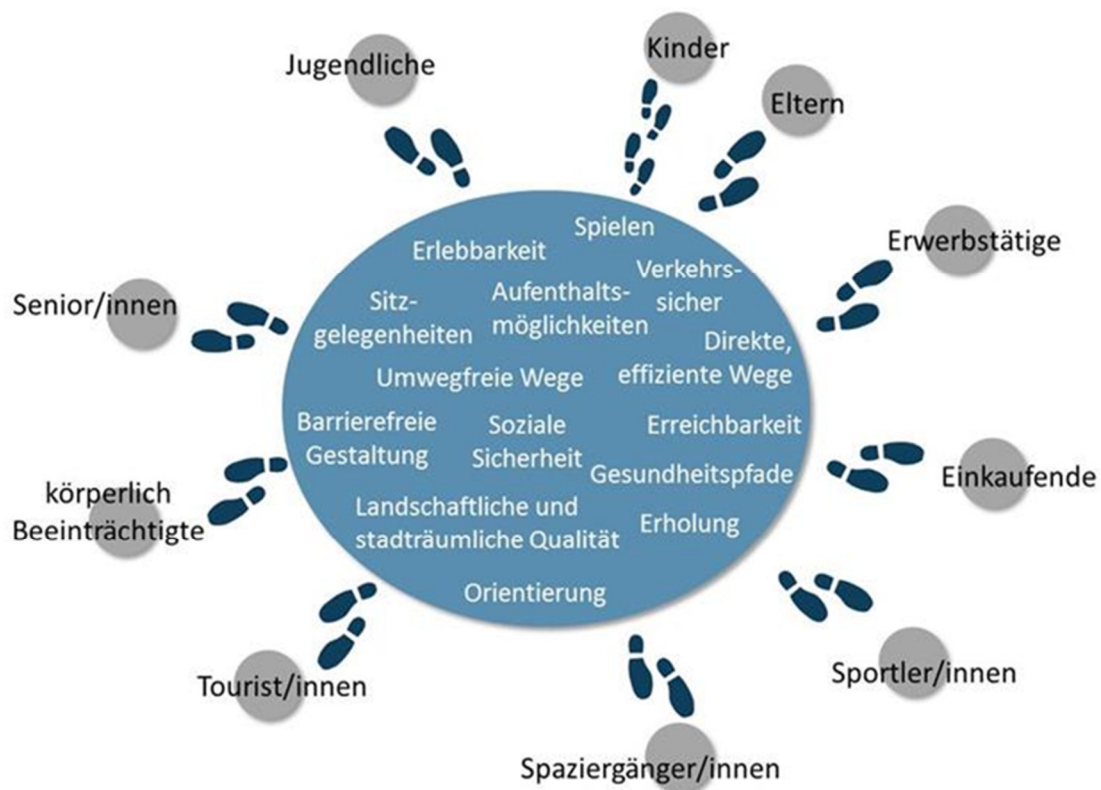 Kinder
Jugendliche
Eltern
Erwerbstätige
Senior/innen
Einkaufende
körperlich
Beeinträchtigte
Sportler/innen
Tourist/innen
Spaziergänger/innen
Spielen
Erlebbarkeit
Verkehrs-
sicher
Sitz-
gelegenheiten
Aufenthalts-
möglichkeiten
Direkte,
effiziente Wege
Umwegfreie Wege
Barrierefreie
Gestaltung
Soziale
Sicherheit
Erreichbarkeit
Gesundheitspfade
Landschaftliche und
stadträumliche Qualität
Erholung
Orientierung